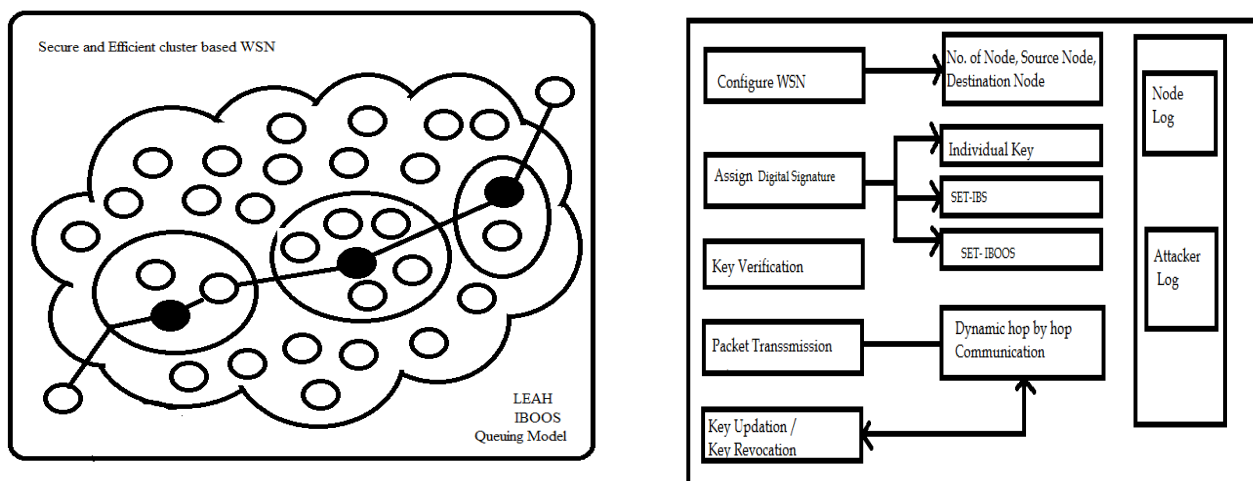 Secure and Efficient cluster based WSN
LEAH
IBOOS
Queuing Model
Configure WSN
No. of Node, Source Node,
Destination Node
Assign Digital Signature
Individual Key
SET-IBS
SET- IBOOS
Key Verification
Packet Transsmission
Dynamic hop by hop
Communication
Key Updation /
Key Revocation
Node
Log
Attacker
Log